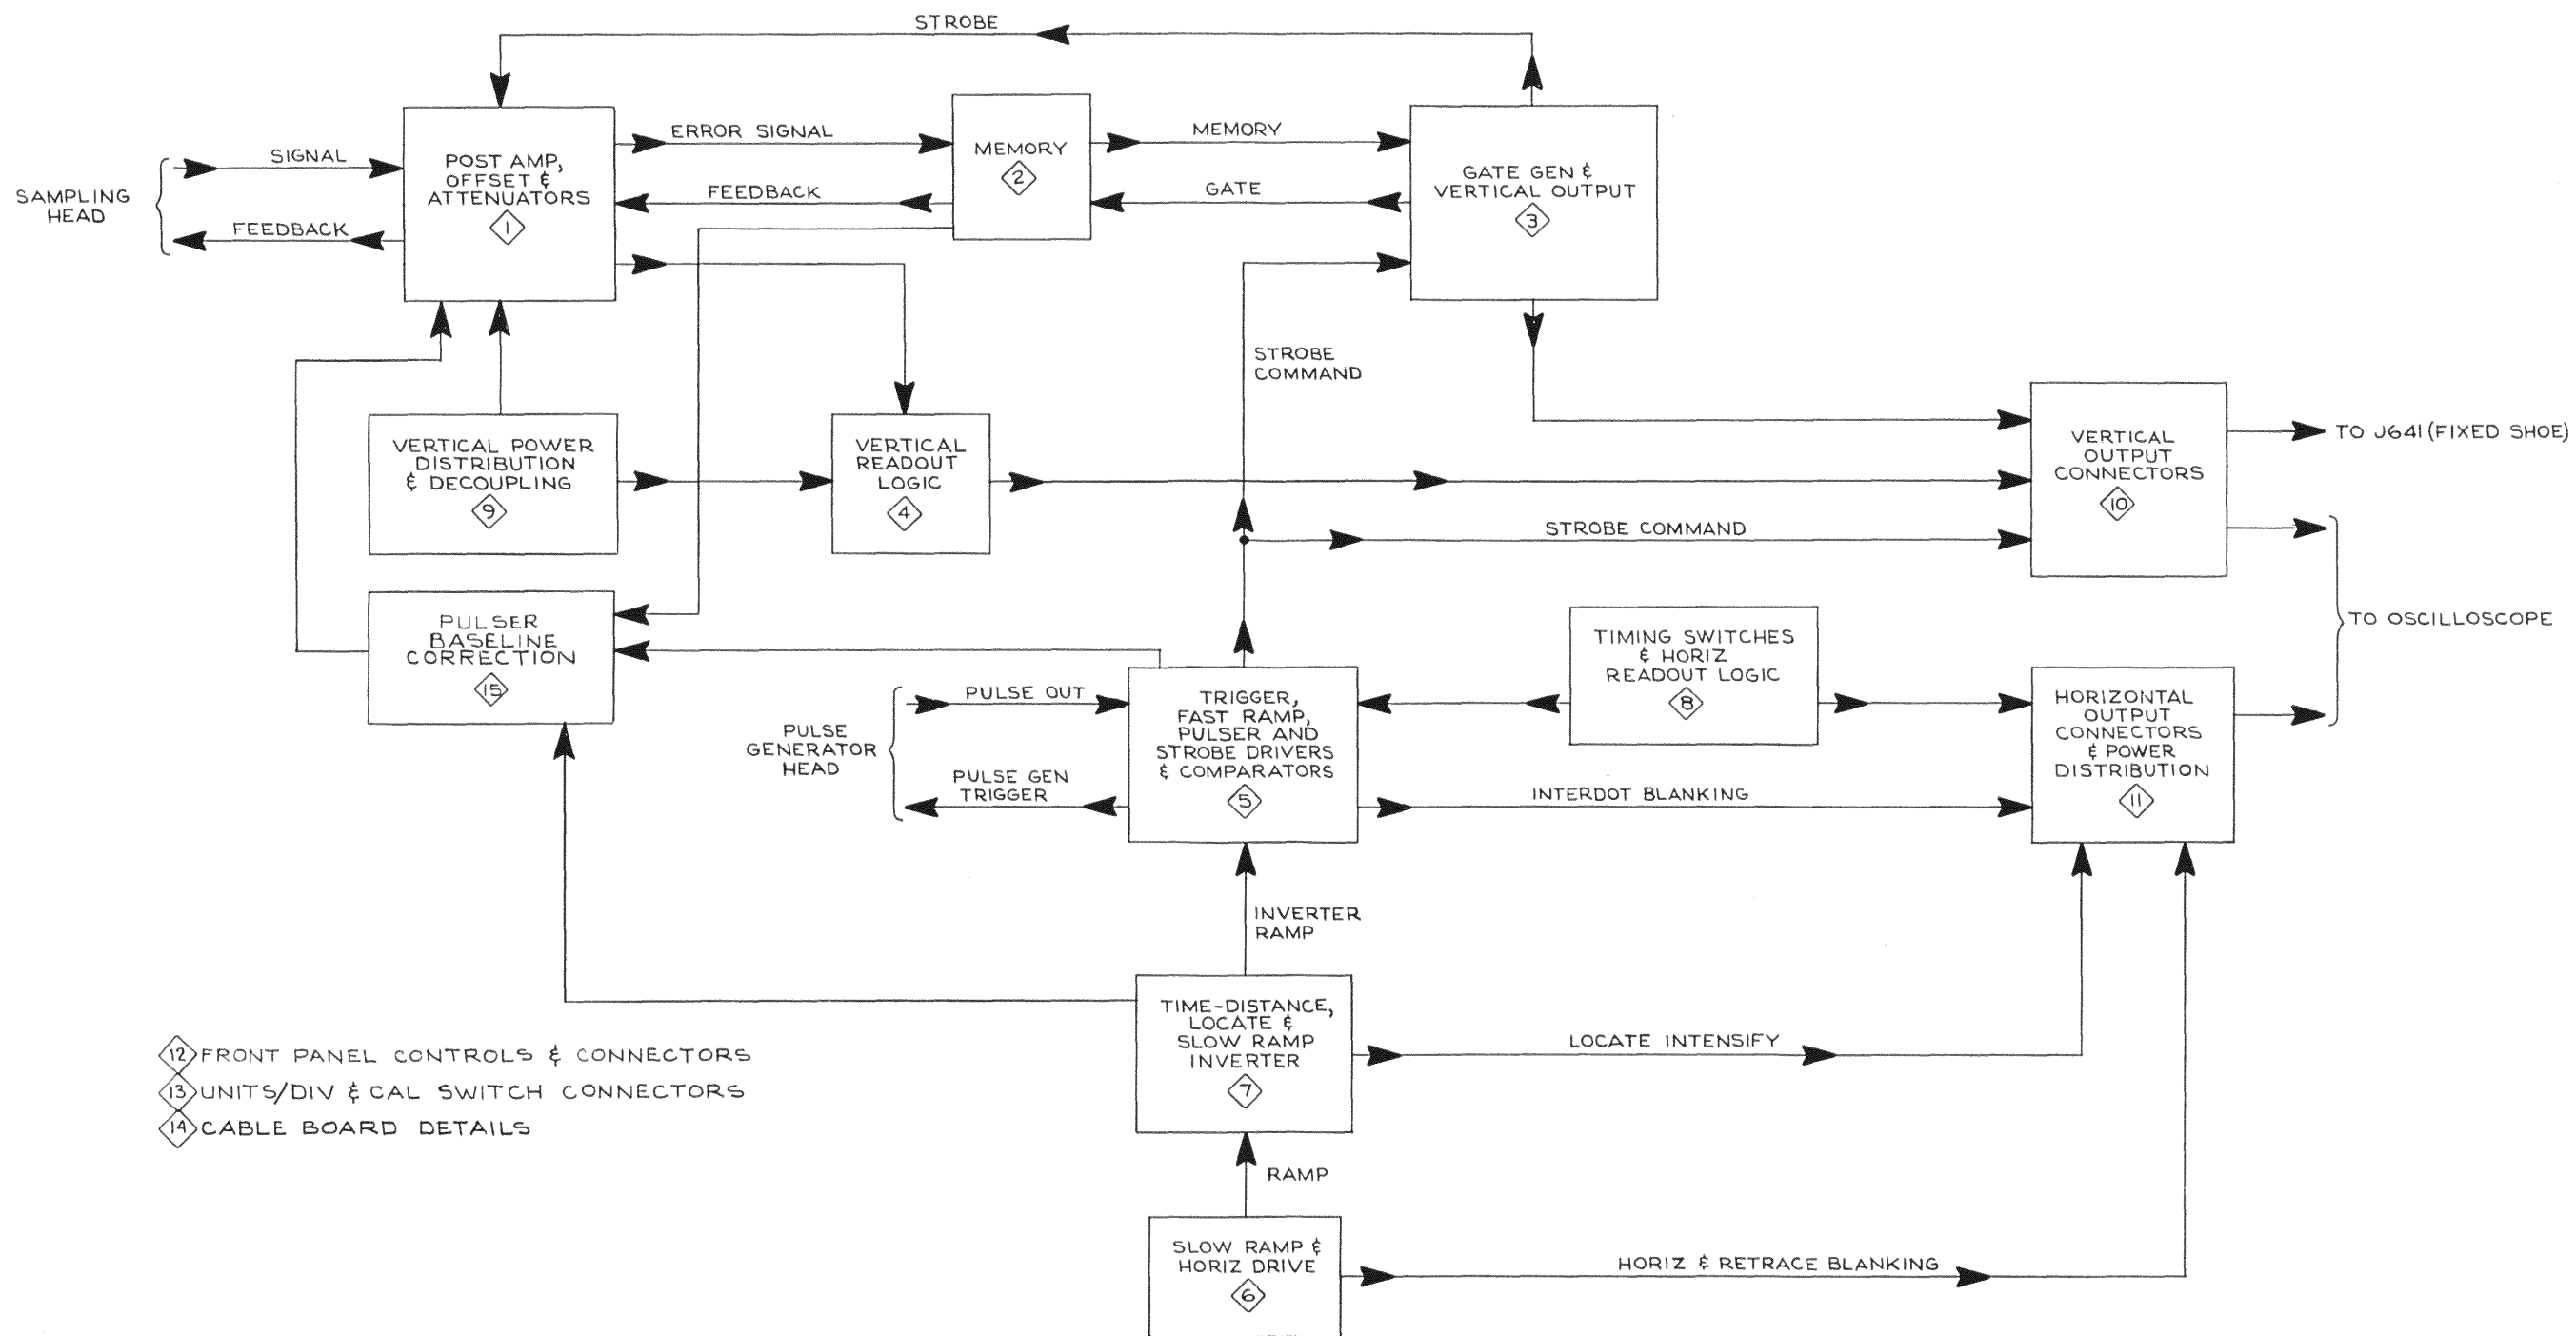 STROBE
SAMPLING
HEAD
SIGNAL
FEEDBACK
POST AMP,
OFFSET &
ATTENUATORS
1
ERROR SIGNAL
FEEDBACK
MEMORY
2
MEMORY
GATE
GATE GEN &
VERTICAL OUTPUT
3
STROBE
COMMAND
VERTICAL POWER
DISTRIBUTION
& DECOUPLING
9
VERTICAL
READOUT
LOGIC
4
STROBE COMMAND
VERTICAL
OUTPUT
CONNECTORS
10
TO J641 (FIXED SHOE)
TO OSCILLOSCOPE
PULSER
BASELINE
CORRECTION
15
PULSE
GENERATOR
HEAD
PULSE OUT
PULSE GEN
TRIGGER
TRIGGER,
FAST RAMP,
PULSER AND
STROBE DRIVERS
& COMPARATORS
5
TIMING SWITCHES
& HORIZ
READOUT LOGIC
8
INTERDOT BLANKING
HORIZONTAL
OUTPUT
CONNECTORS
& POWER
DISTRIBUTION
11
INVERTER
RAMP
TIME-DISTANCE,
LOCATE &
SLOW RAMP
INVERTER
7
LOCATE INTENSIFY
12 FRONT PANEL CONTROLS & CONNECTORS
13 UNITS/DIV & CAL SWITCH CONNECTORS
14 CABLE BOARD DETAILS
RAMP
SLOW RAMP &
HORIZ DRIVE
6
HORIZ & RETRACE BLANKING